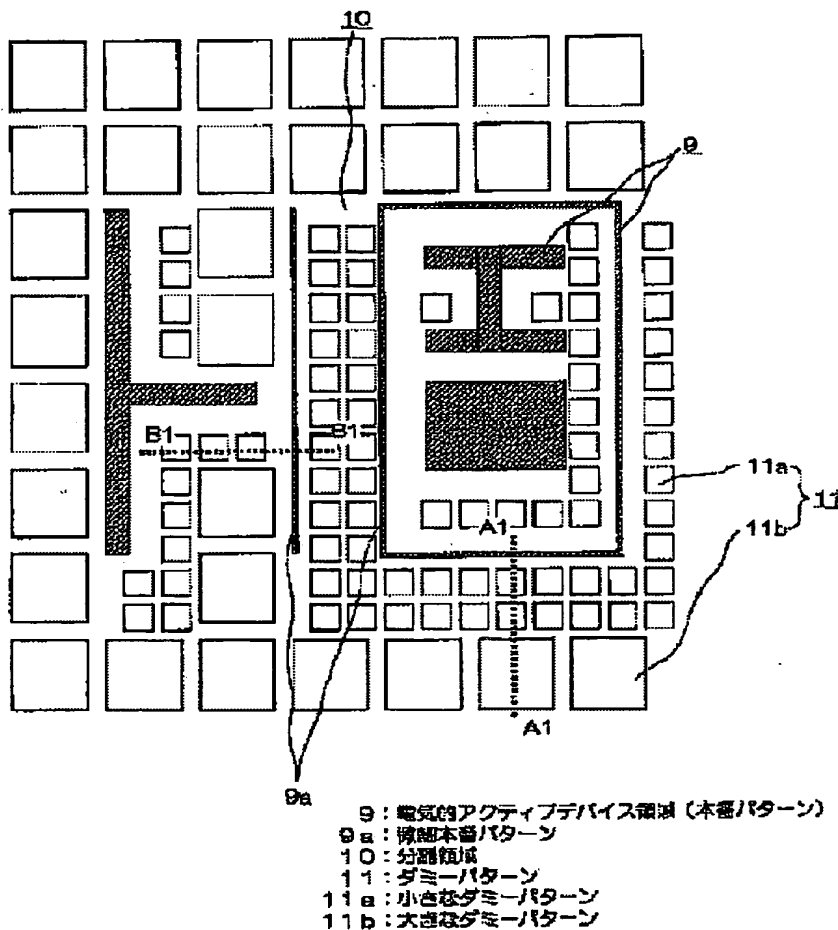 10
9
B1
B1
11a
11
11b
A1
A1
9a
9:電気的アクティブデバイス領域(本番パターン)
9a:微細本番パターン
10:分離領域
11:ダミーパターン
11a:小さなダミーパターン
11b:大きなダミーパターン